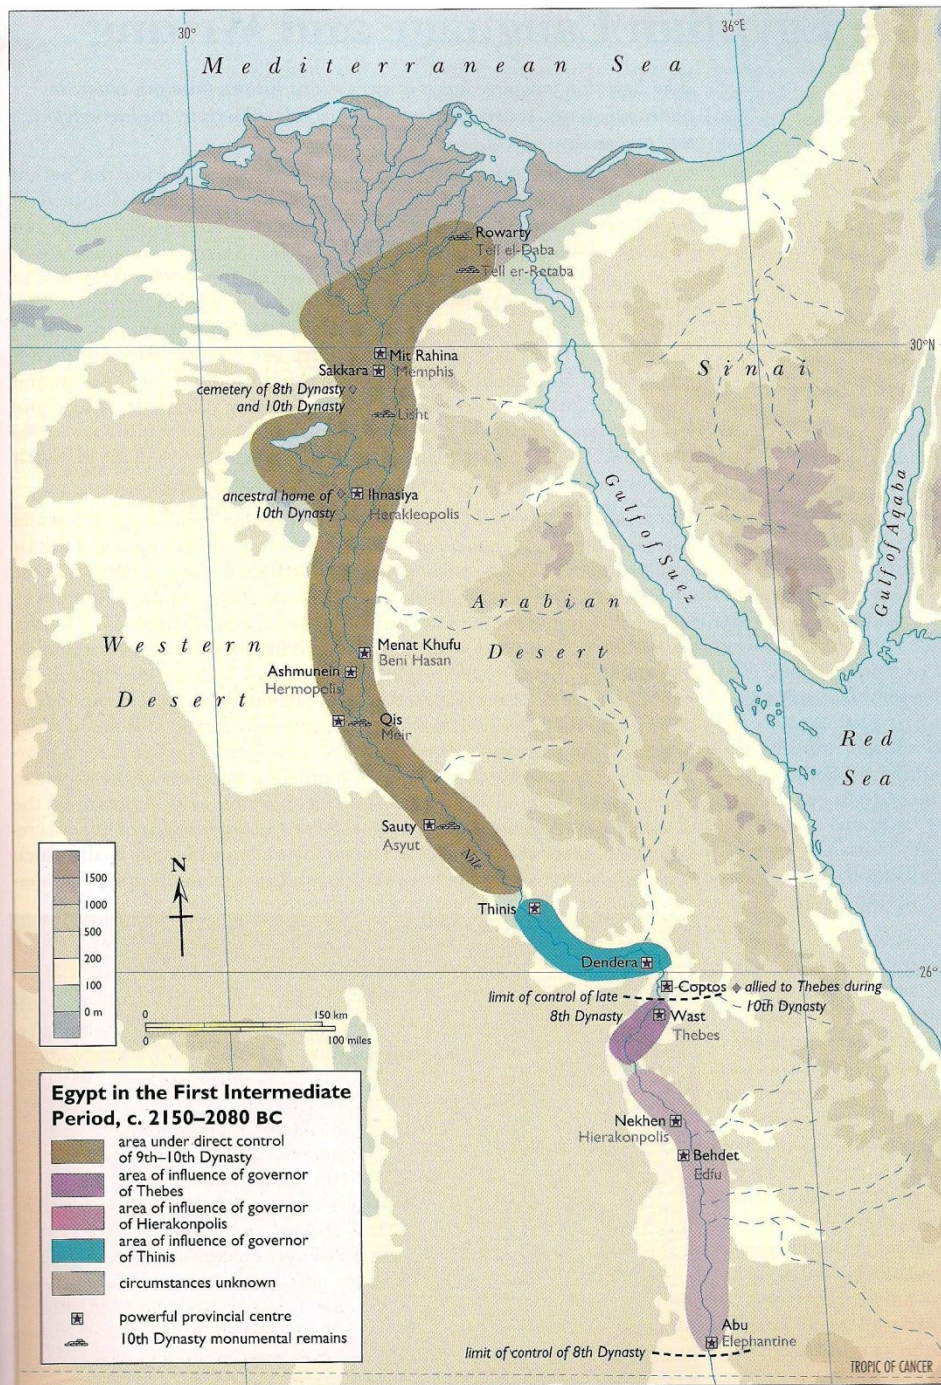 30°
36°E
Mediterranean Sea
Rowarty
Tell el-Daba
Tell er-Retaba
30°N
Mit Rahina
Sakkara
Memphis
Sinai
cemetery of 8th Dynasty
and 10th Dynasty
Lisht
Gulf of Suez
Gulf of Aqaba
ancestral home of
10th Dynasty
Ihnasiya
Herakleopolis
Arabian
Desert
Western
Desert
Menat Khufu
Beni Hasan
Ashmunein
Hermopolis
Qis
Meir
Red
Sea
Sauty
Asyut
Nile
1500
1000
500
200
100
0 m
N
Thinis
Dendera
26°
Coptos
allied to Thebes during
10th Dynasty
limit of control of late
8th Dynasty
Wast
Thebes
0
150 km
0
100 miles
Nekhen
Hierakonpolis
Behdet
Edfu
Egypt in the First Intermediate
Period, c. 2150–2080 BC
area under direct control
of 9th–10th Dynasty
area of influence of governor
of Thebes
area of influence of governor
of Hierakonpolis
area of influence of governor
of Thinis
circumstances unknown
powerful provincial centre
10th Dynasty monumental remains
Abu
Elephantine
limit of control of 8th Dynasty
TROPIC OF CANCER